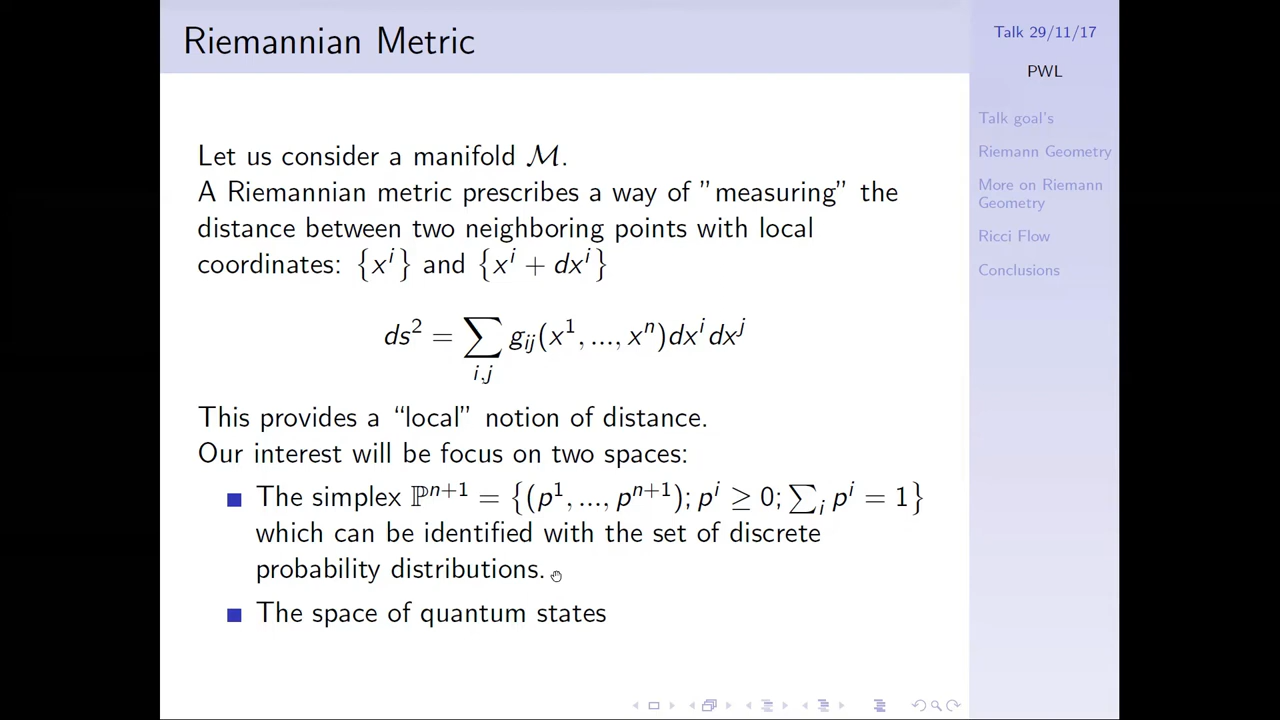 Riemannian Metric
Let us consider a manifold ℳ.
A Riemannian metric prescribes a way of ”measuring” the
distance between two neighboring points with local
coordinates: {x^i} and {x^i + dx^i}
ds² = ∑_{i,j} g_{ij}(x¹, ..., xⁿ)dx^i dx^j
This provides a “local” notion of distance.
Our interest will be focus on two spaces:
The simplex ℙ^{n+1} = {(p¹, ..., p^{n+1}); p^i ≥ 0; ∑_i p^i = 1}
which can be identified with the set of discrete
probability distributions.
The space of quantum states
Talk 29/11/17
PWL
Talk goal's
Riemann Geometry
More on Riemann
Geometry
Ricci Flow
Conclusions